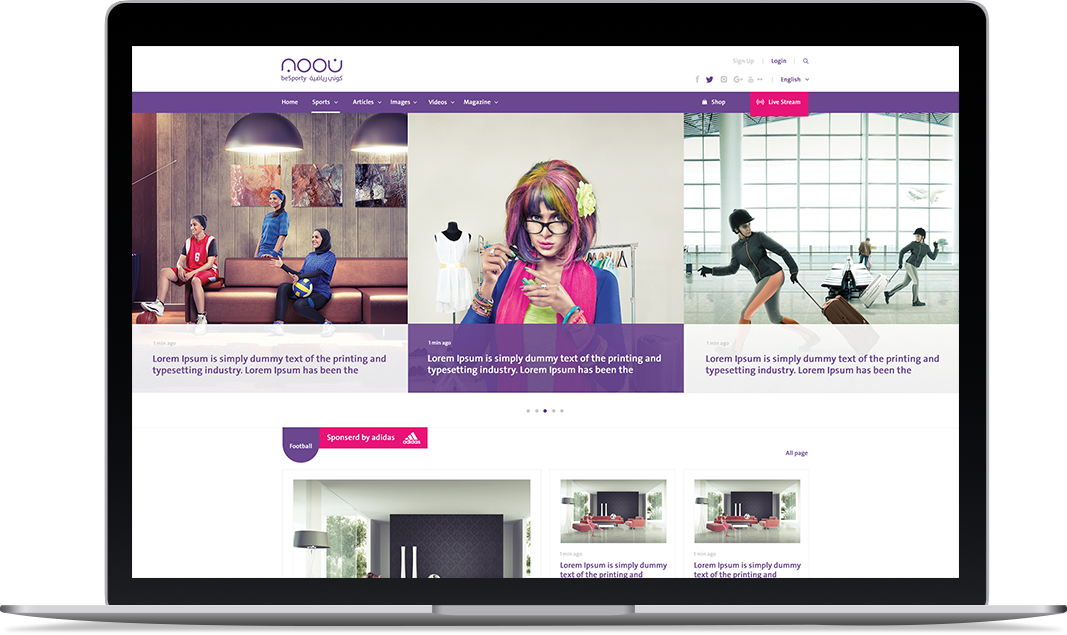 noon
beSporty كوني رياضية
Sign Up | Login
English
Home Sports Articles Images Videos Magazine Shop Live Stream
6
1 min ago
Lorem Ipsum is simply dummy text of the printing and
typesetting industry. Lorem Ipsum has been the
1 min ago
Lorem Ipsum is simply dummy text of the printing and
typesetting industry. Lorem Ipsum has been the
1 min ago
Lorem Ipsum is simply dummy text of the printing and
typesetting industry. Lorem Ipsum has been the
Football
Sponserd by adidas
adidas
All page
1 min ago
Lorem Ipsum is simply dummy
text of the printing and
1 min ago
Lorem Ipsum is simply dummy
text of the printing and